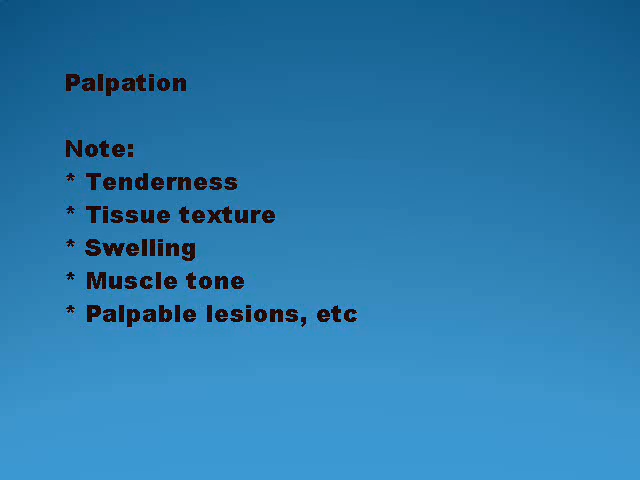 Palpation
Note:
* Tenderness
* Tissue texture
* Swelling
* Muscle tone
* Palpable lesions, etc